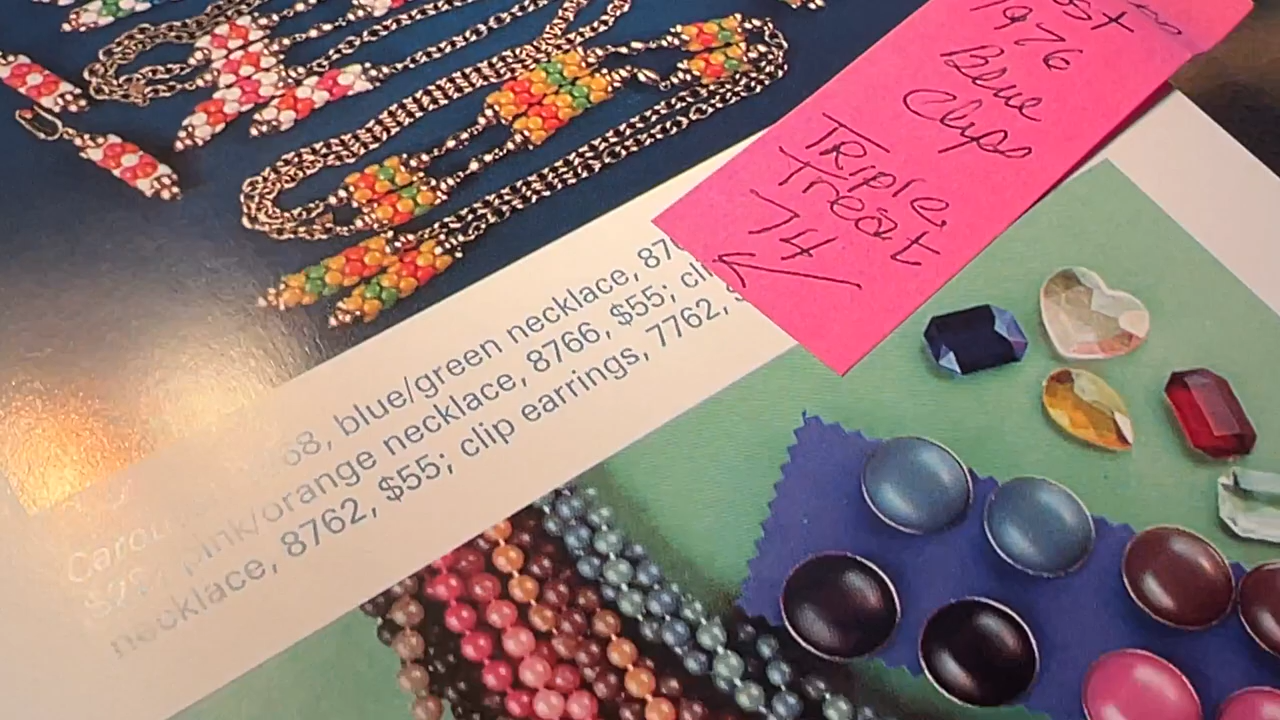 1976
Blue
Clips
Triple
Treat
74
68, blue/green necklace, 87
pink/orange necklace, 8766, $55; cli
necklace, 8762, $55; clip earrings, 7762,